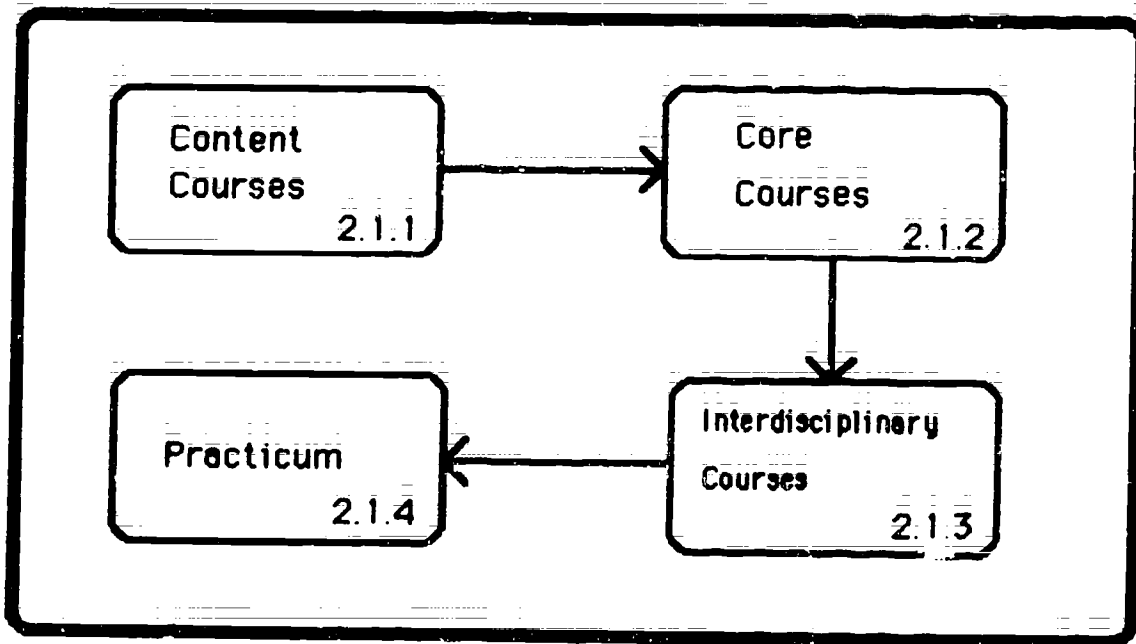 Content
Courses
2.1.1
Core
Courses
2.1.2
Interdisciplinary
Courses
2.1.3
Practicum
2.1.4